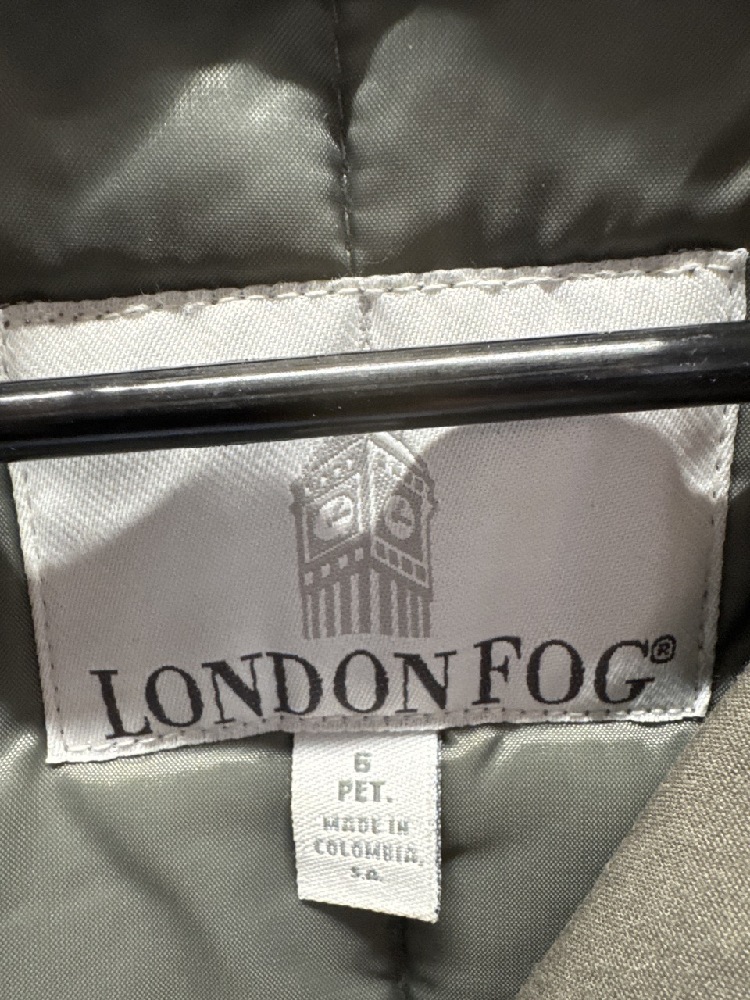 LONDON FOG®
6
PET.
MADE IN
COLOMBIA,
S.A.